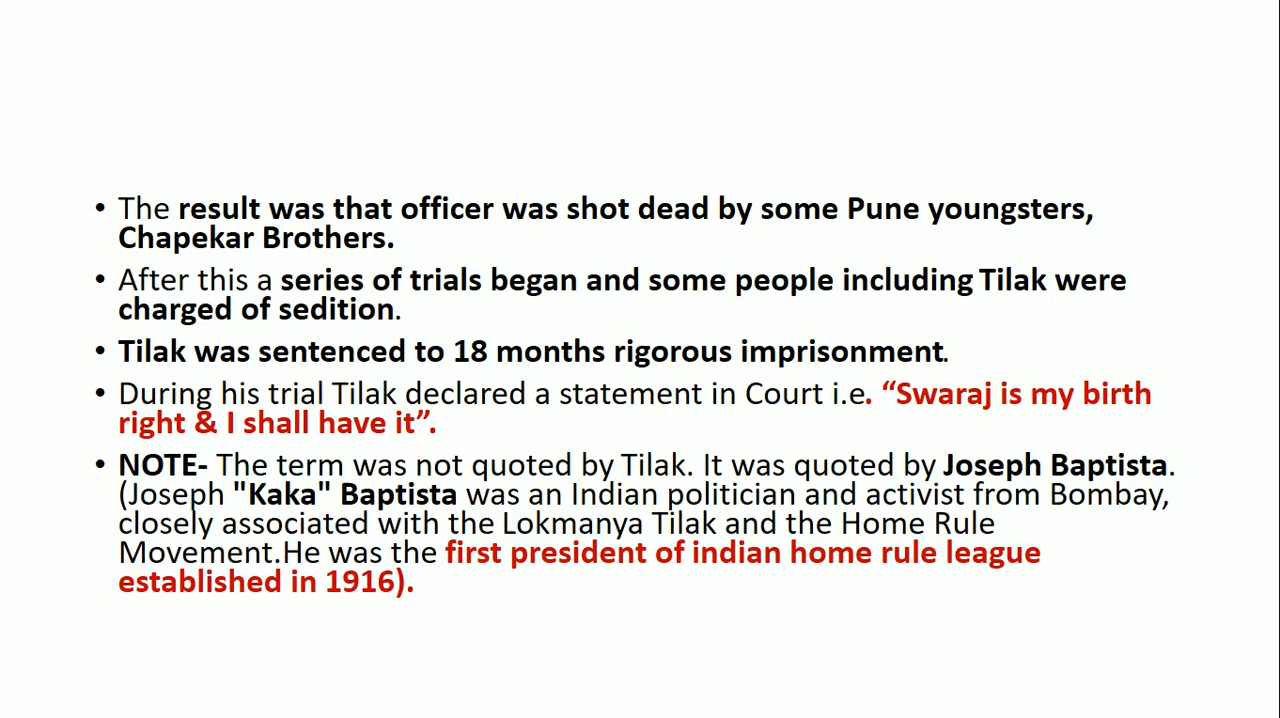 • The result was that officer was shot dead by some Pune youngsters,
Chapekar Brothers.
• After this a series of trials began and some people including Tilak were
charged of sedition.
• Tilak was sentenced to 18 months rigorous imprisonment.
• During his trial Tilak declared a statement in Court i.e. “Swaraj is my birth
right & I shall have it”.
• NOTE- The term was not quoted by Tilak. It was quoted by Joseph Baptista.
(Joseph "Kaka" Baptista was an Indian politician and activist from Bombay,
closely associated with the Lokmanya Tilak and the Home Rule
Movement.He was the first president of indian home rule league
established in 1916).